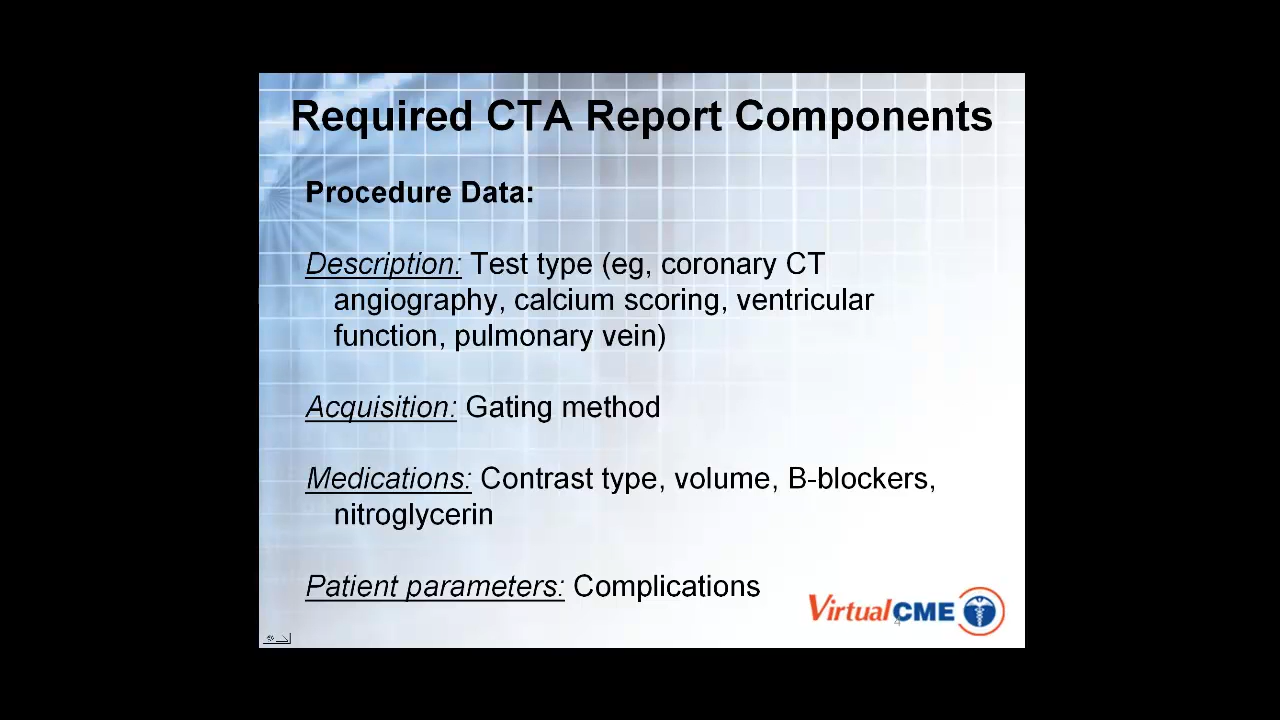 Required CTA Report Components
Procedure Data:
Description: Test type (eg, coronary CT
angiography, calcium scoring, ventricular
function, pulmonary vein)
Acquisition: Gating method
Medications: Contrast type, volume, B-blockers,
nitroglycerin
Patient parameters: Complications
VirtualCME
4